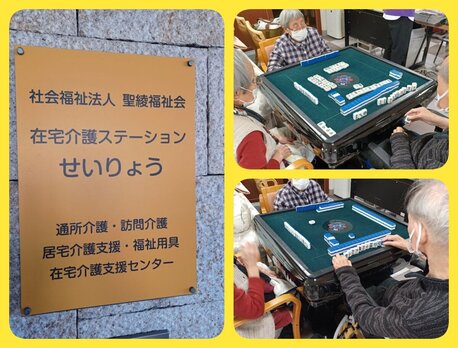 社会福祉法人 聖綾福祉会
在宅介護ステーション
せいりょう
通所介護・訪問介護
居宅介護支援・福祉用具
在宅介護支援センター